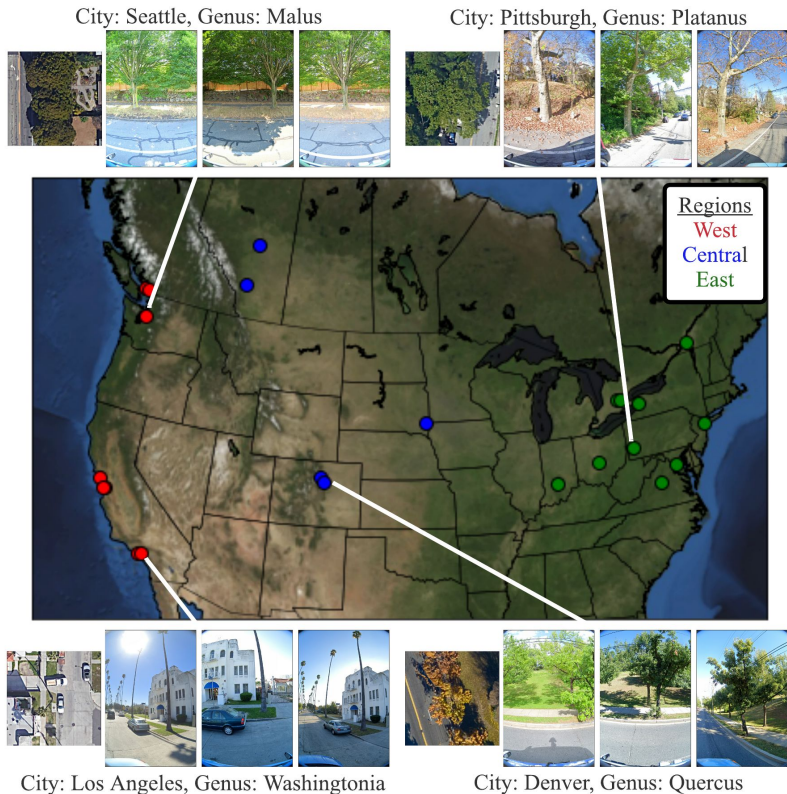 City: Seattle, Genus: Malus
City: Pittsburgh, Genus: Platanus
Regions
West
Central
East
City: Los Angeles, Genus: Washingtonia
City: Denver, Genus: Quercus